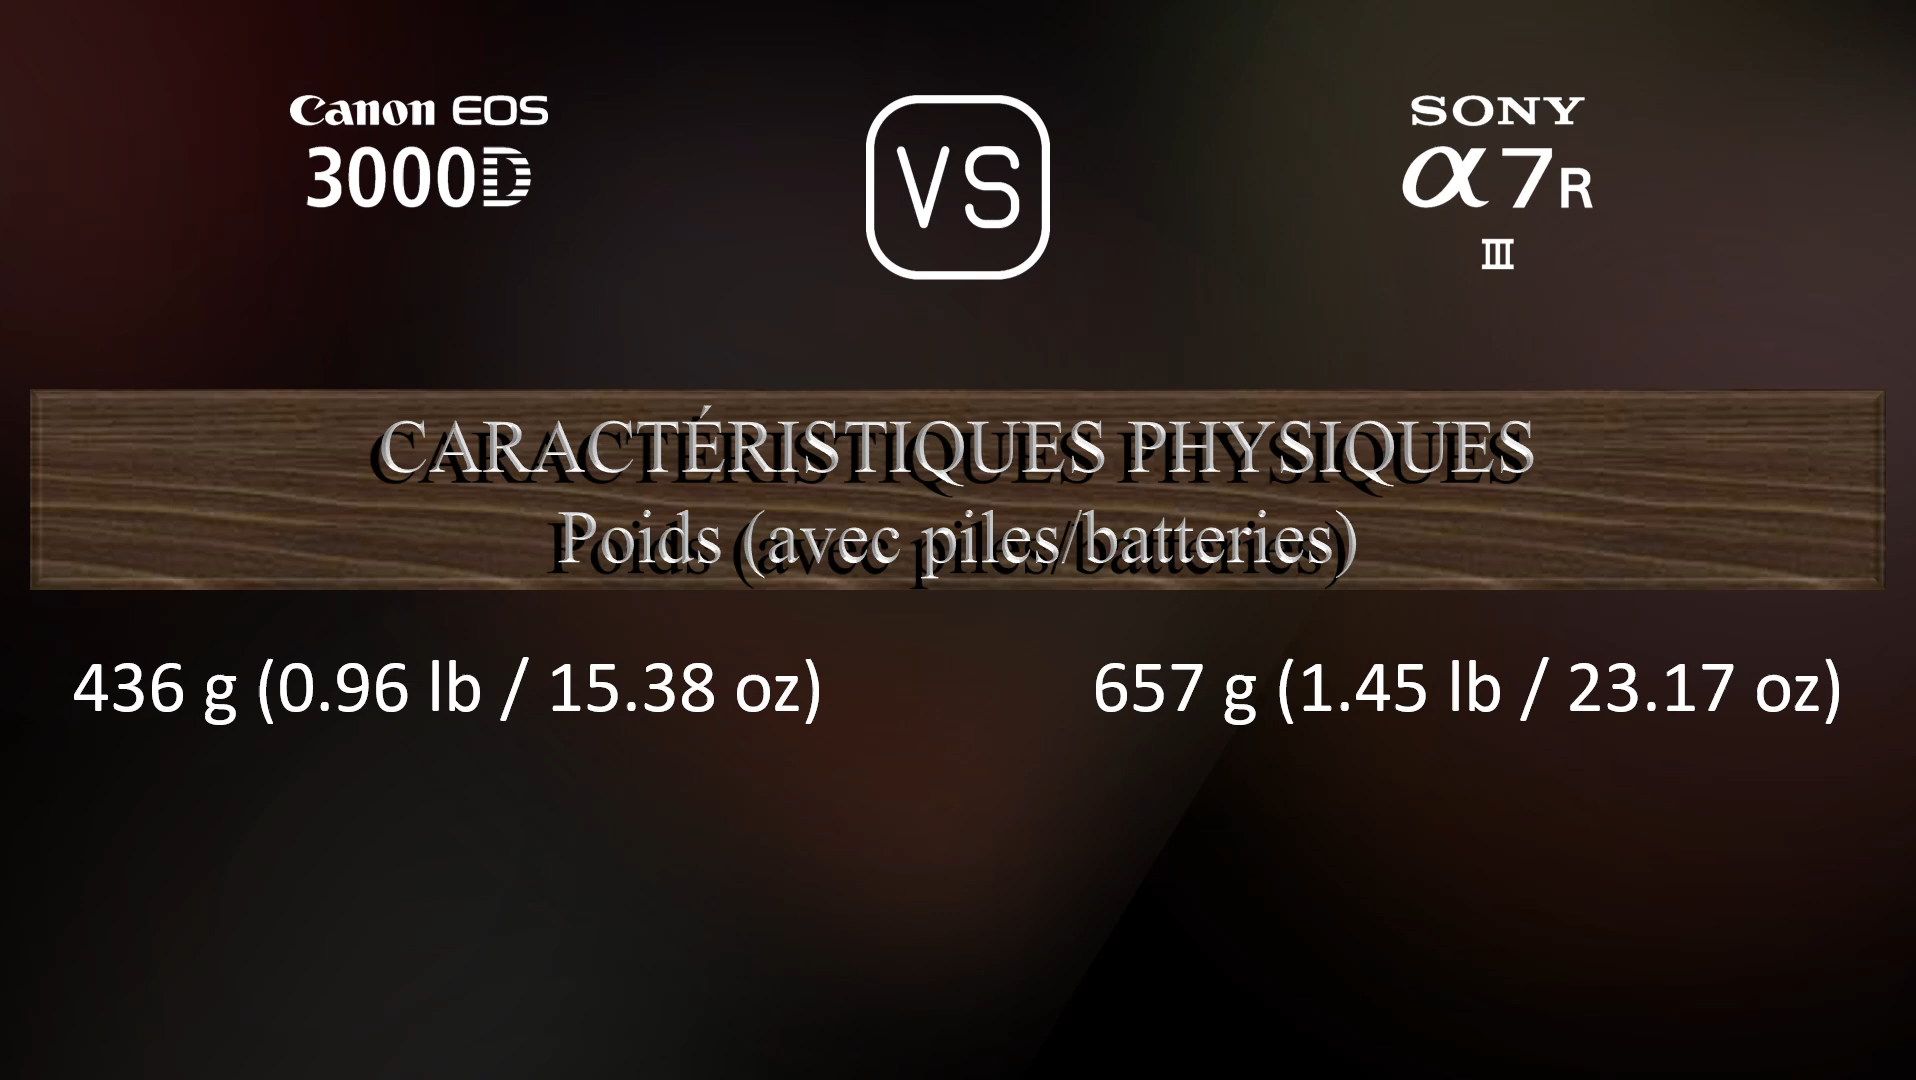 Canon EOS
3000D
VS
SONY
α7R
III
CARACTÉRISTIQUES PHYSIQUES
Poids (avec piles/batteries)
436 g (0.96 lb / 15.38 oz)
657 g (1.45 lb / 23.17 oz)